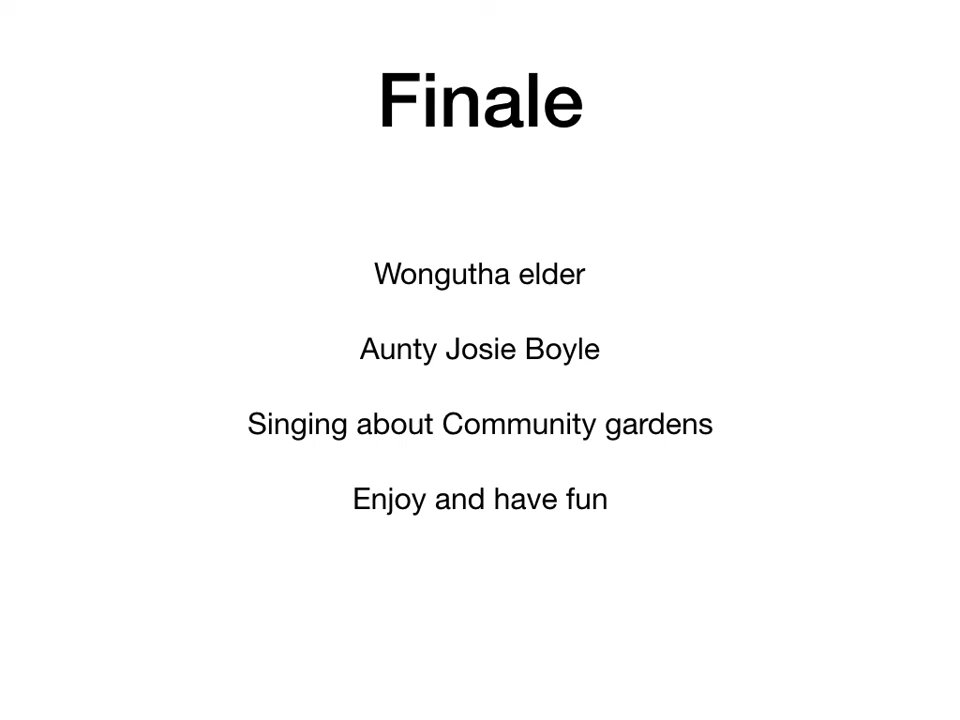 Finale
Wongutha elder
Aunty Josie Boyle
Singing about Community gardens
Enjoy and have fun